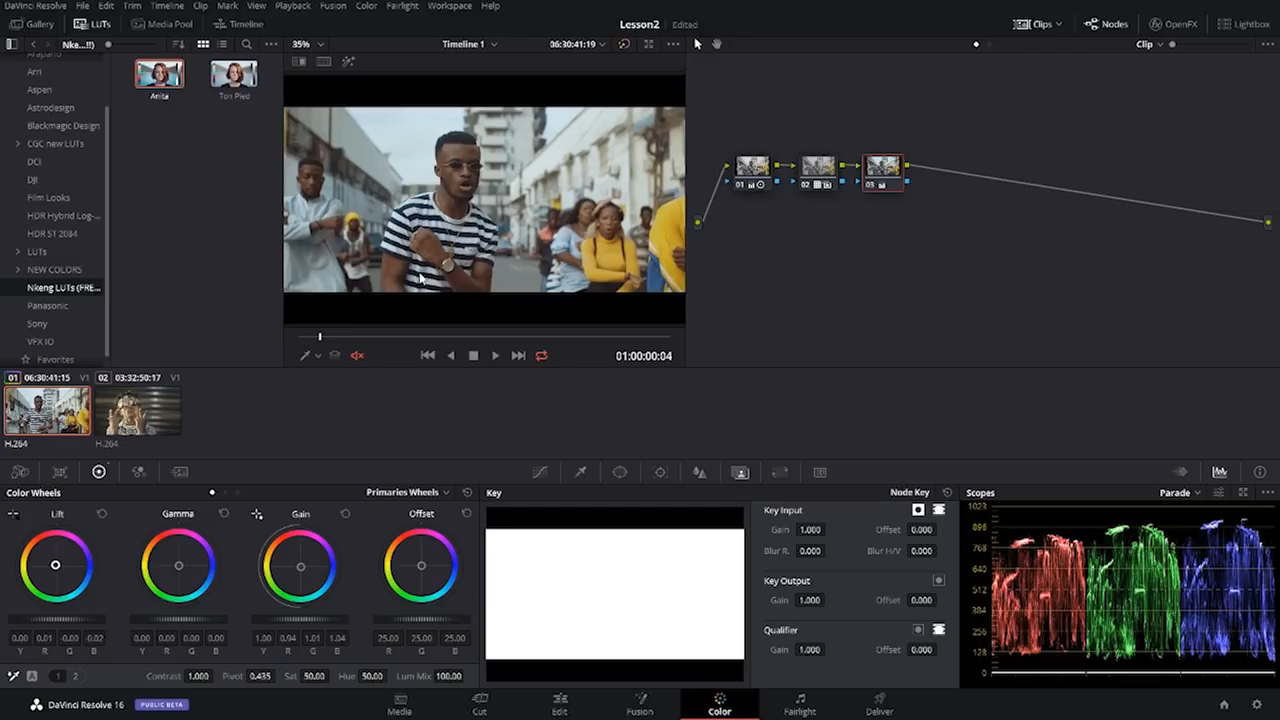 DaVinci Resolve File Edit Trim Timeline Clip Mark View Playback Fusion Color Fairlight Workspace Help
Gallery LUTs Media Pool Timeline Lesson2 Edited Clips Nodes OpenFX Lightbox
Nke...!!) 35% Timeline 1 06:30:41:19 Clip
Arri
Aspen
Astrodesign
Blackmagic Design
CGC new LUTs
DCI
DJI
Film Looks
HDR Hybrid Log-...
HDR ST 2084
LUTs
NEW COLORS
Nkeng LUTs (FRE...
Panasonic
Sony
VFX IO
Favorites
Anita Ton Pied
01 02 03
01:00:00:04
01 06:30:41:15 V1 02 03:32:50:17 V1
H.264 H.264
Color Wheels Primaries Wheels Key Node Key Scopes Parade
Lift Gamma Gain Offset
0.00 0.01 -0.00 -0.02 0.00 0.00 0.00 0.00 1.00 0.94 1.01 1.04 25.00 25.00 25.00
Y R G B Y R G B Y R G B R G B
A 1 2 Contrast 1.000 Pivot 0.435 Sat 50.00 Hue 50.00 Lum Mix 100.00
Key Input
Gain 1.000 Offset 0.000
Blur R. 0.000 Blur H/V 0.000
Key Output
Gain 1.000 Offset 0.000
Qualifier
Gain 1.000 Offset 0.000
1023
896
768
640
512
384
256
128
0
DaVinci Resolve 16 PUBLIC BETA Media Cut Edit Fusion Color Fairlight Deliver